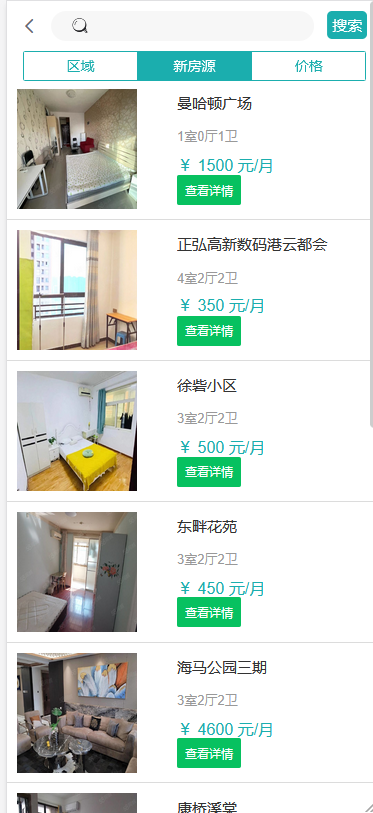 搜索
区域
新房源
价格
曼哈顿广场
1室0厅1卫
¥ 1500 元/月
查看详情
正弘高新数码港云都会
4室2厅2卫
¥ 350 元/月
查看详情
徐砦小区
3室2厅2卫
¥ 500 元/月
查看详情
东畔花苑
3室2厅2卫
¥ 450 元/月
查看详情
海马公园三期
3室2厅2卫
¥ 4600 元/月
查看详情
康桥溪棠